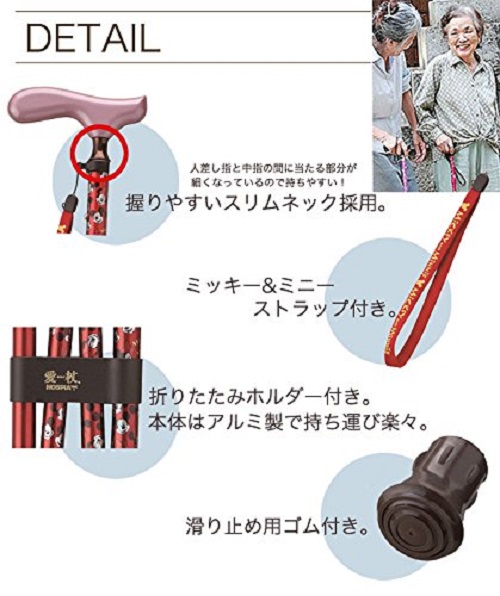 DETAIL
人差し指と中指の間に当たる部分が
細くなっているので持ちやすい！
握りやすいスリムネック採用。
ミッキー&ミニー
ストラップ付き。
愛一杖
折りたたみホルダー付き。
本体はアルミ製で持ち運び楽々。
滑り止め用ゴム付き。